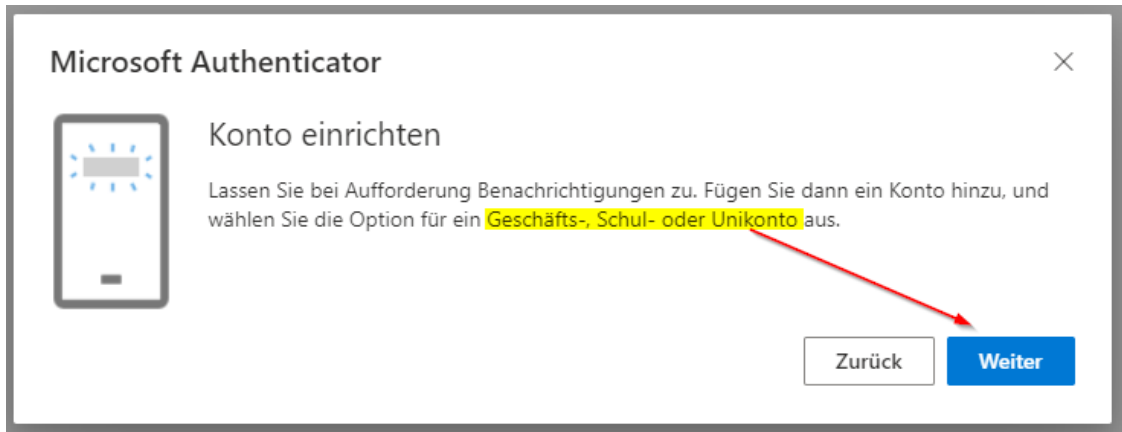 Microsoft Authenticator
Konto einrichten
Lassen Sie bei Aufforderung Benachrichtigungen zu. Fügen Sie dann ein Konto hinzu, und
wählen Sie die Option für ein Geschäfts-, Schul- oder Unikonto aus.
Zurück
Weiter